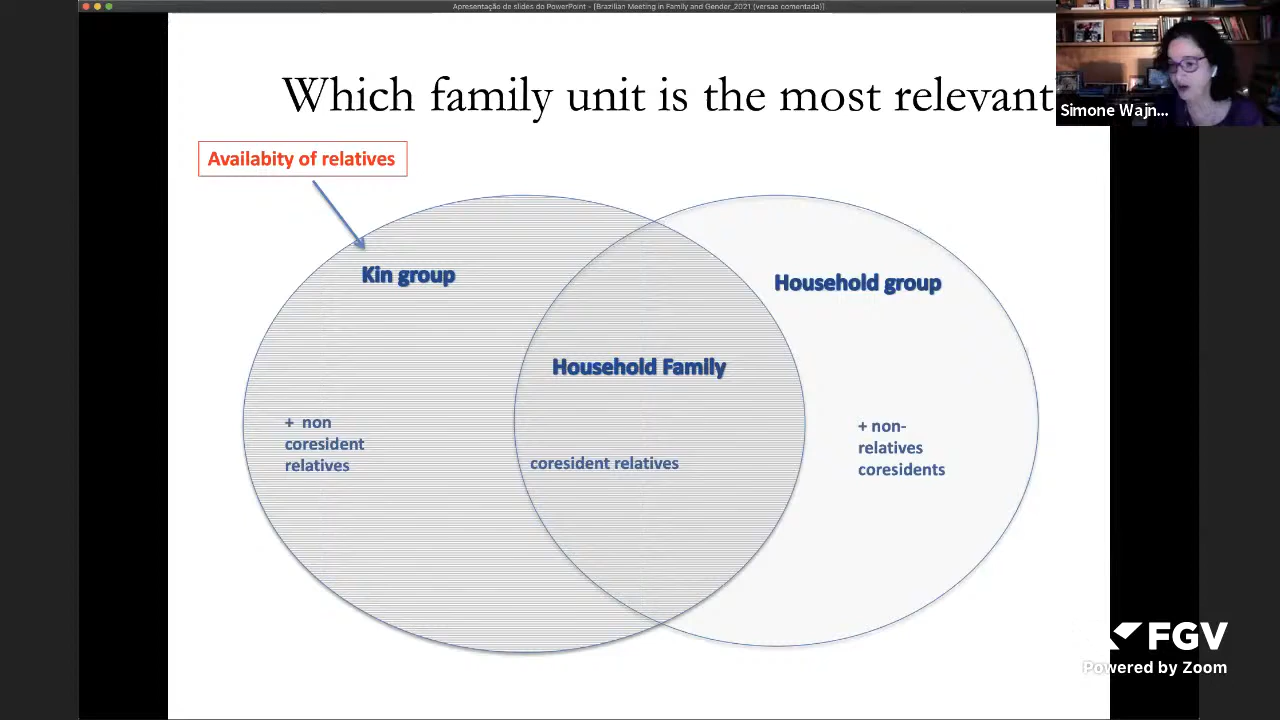 Apresentação de slides do PowerPoint - [Brazilian Meeting in Family and Gender_2021 (versao comentada)]
Which family unit is the most relevant
Simone Wajn...
Availabity of relatives
Kin group
Household group
Household Family
+ non
coresident
relatives
coresident relatives
+ non-
relatives
coresidents
FGV
Powered by Zoom